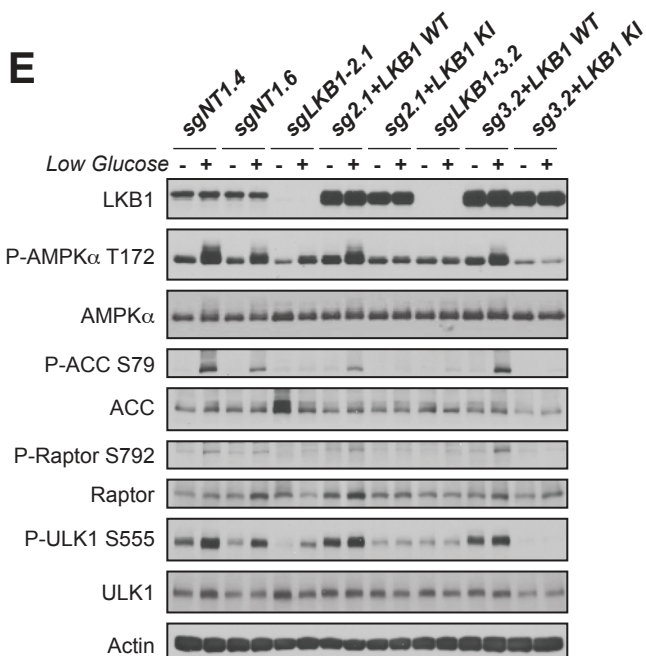 E
sgNT1.4
sgNT1.6
sgLKB1-2.1
sg2.1+LKB1 WT
sg2.1+LKB1 KI
sgLKB1-3.2
sg3.2+LKB1 WT
sg3.2+LKB1 KI
Low Glucose - + - + - + - + - + - + - + - +
LKB1
P-AMPKα T172
AMPKα
P-ACC S79
ACC
P-Raptor S792
Raptor
P-ULK1 S555
ULK1
Actin